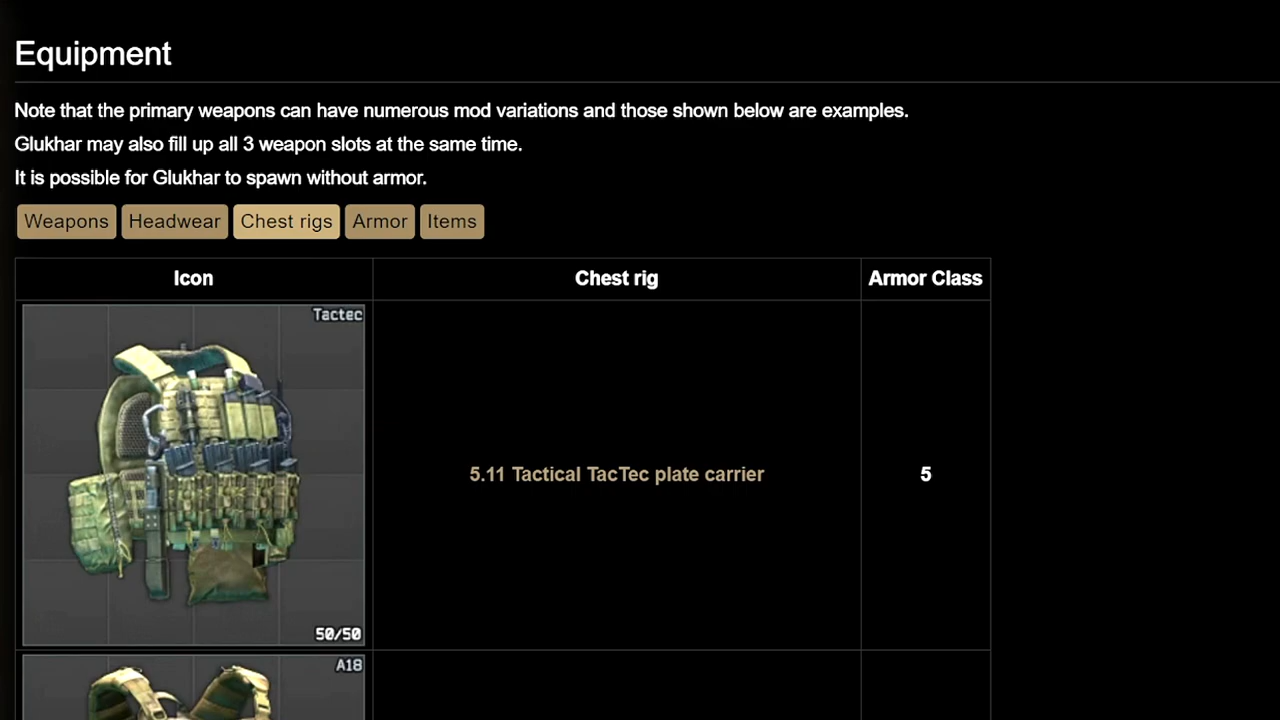 Equipment
Note that the primary weapons can have numerous mod variations and those shown below are examples.
Glukhar may also fill up all 3 weapon slots at the same time.
It is possible for Glukhar to spawn without armor.
Weapons Headwear Chest rigs Armor Items
Icon Chest rig Armor Class
Tactec
5.11 Tactical TacTec plate carrier 5
50/50
A18